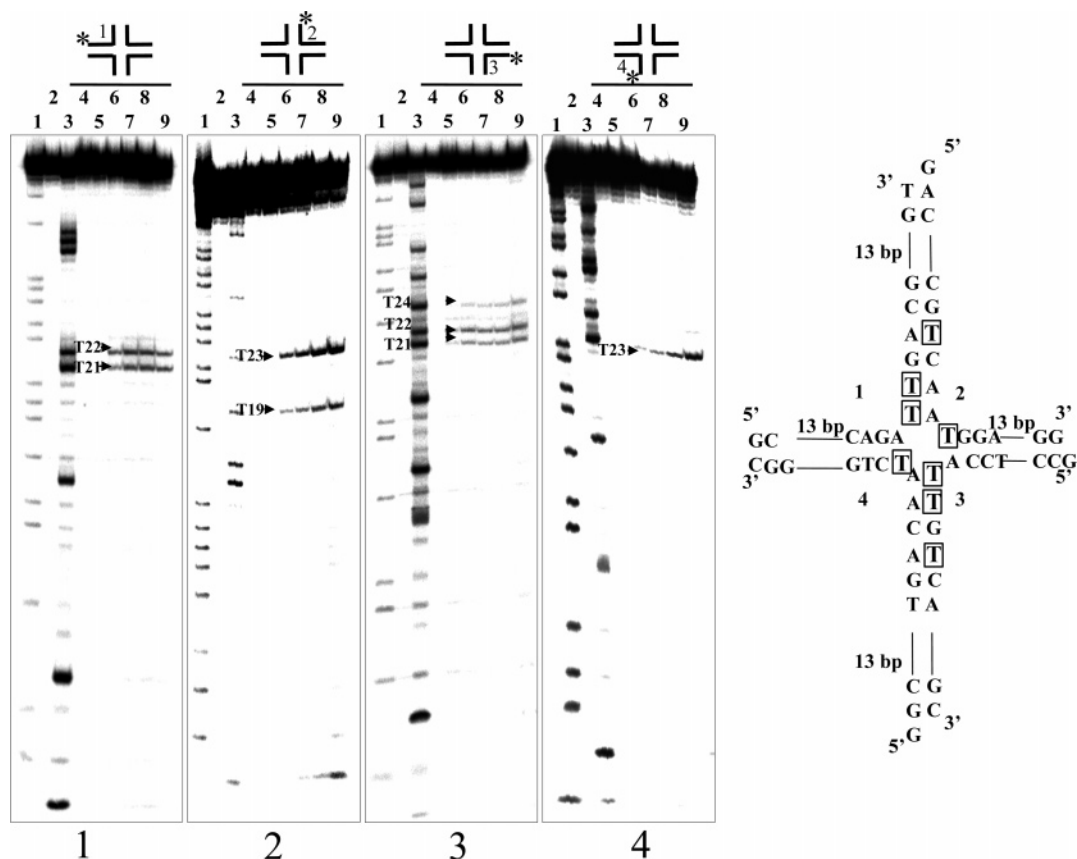 * 1
* 2
3 *
4 *
2 4 6 8
1 3 5 7 9
2 4 6 8
1 3 5 7 9
2 4 6 8
1 3 5 7 9
2 4 6 8
1 3 5 7 9
T22
T21
T23
T19
T24
T22
T21
T23
1
2
3
4
5’
3’ G
T A
G C
13 bp
G C
C G
A T
G C
T A
T A
1 2
5’ 3’
GC 13 bp CAGA TGGA 13 bp GG
CGG GTC T A T A CCT CCG
3’ 5’
4 3
A T
C G
A T
G C
T A
13 bp
C G
G C
G 3’
5’